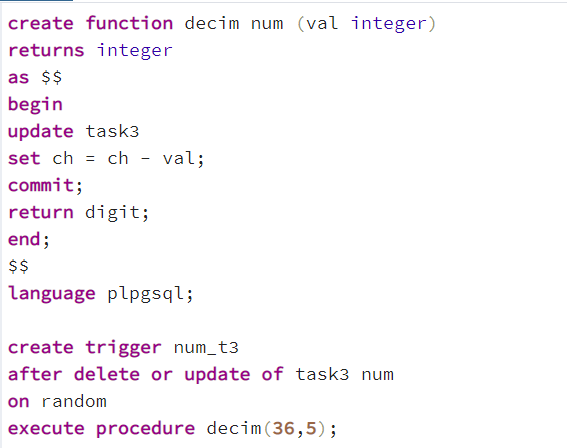 create function decim num (val integer)
returns integer
as $$
begin
update task3
set ch = ch - val;
commit;
return digit;
end;
$$
language plpgsql;
create trigger num_t3
after delete or update of task3 num
on random
execute procedure decim(36,5);